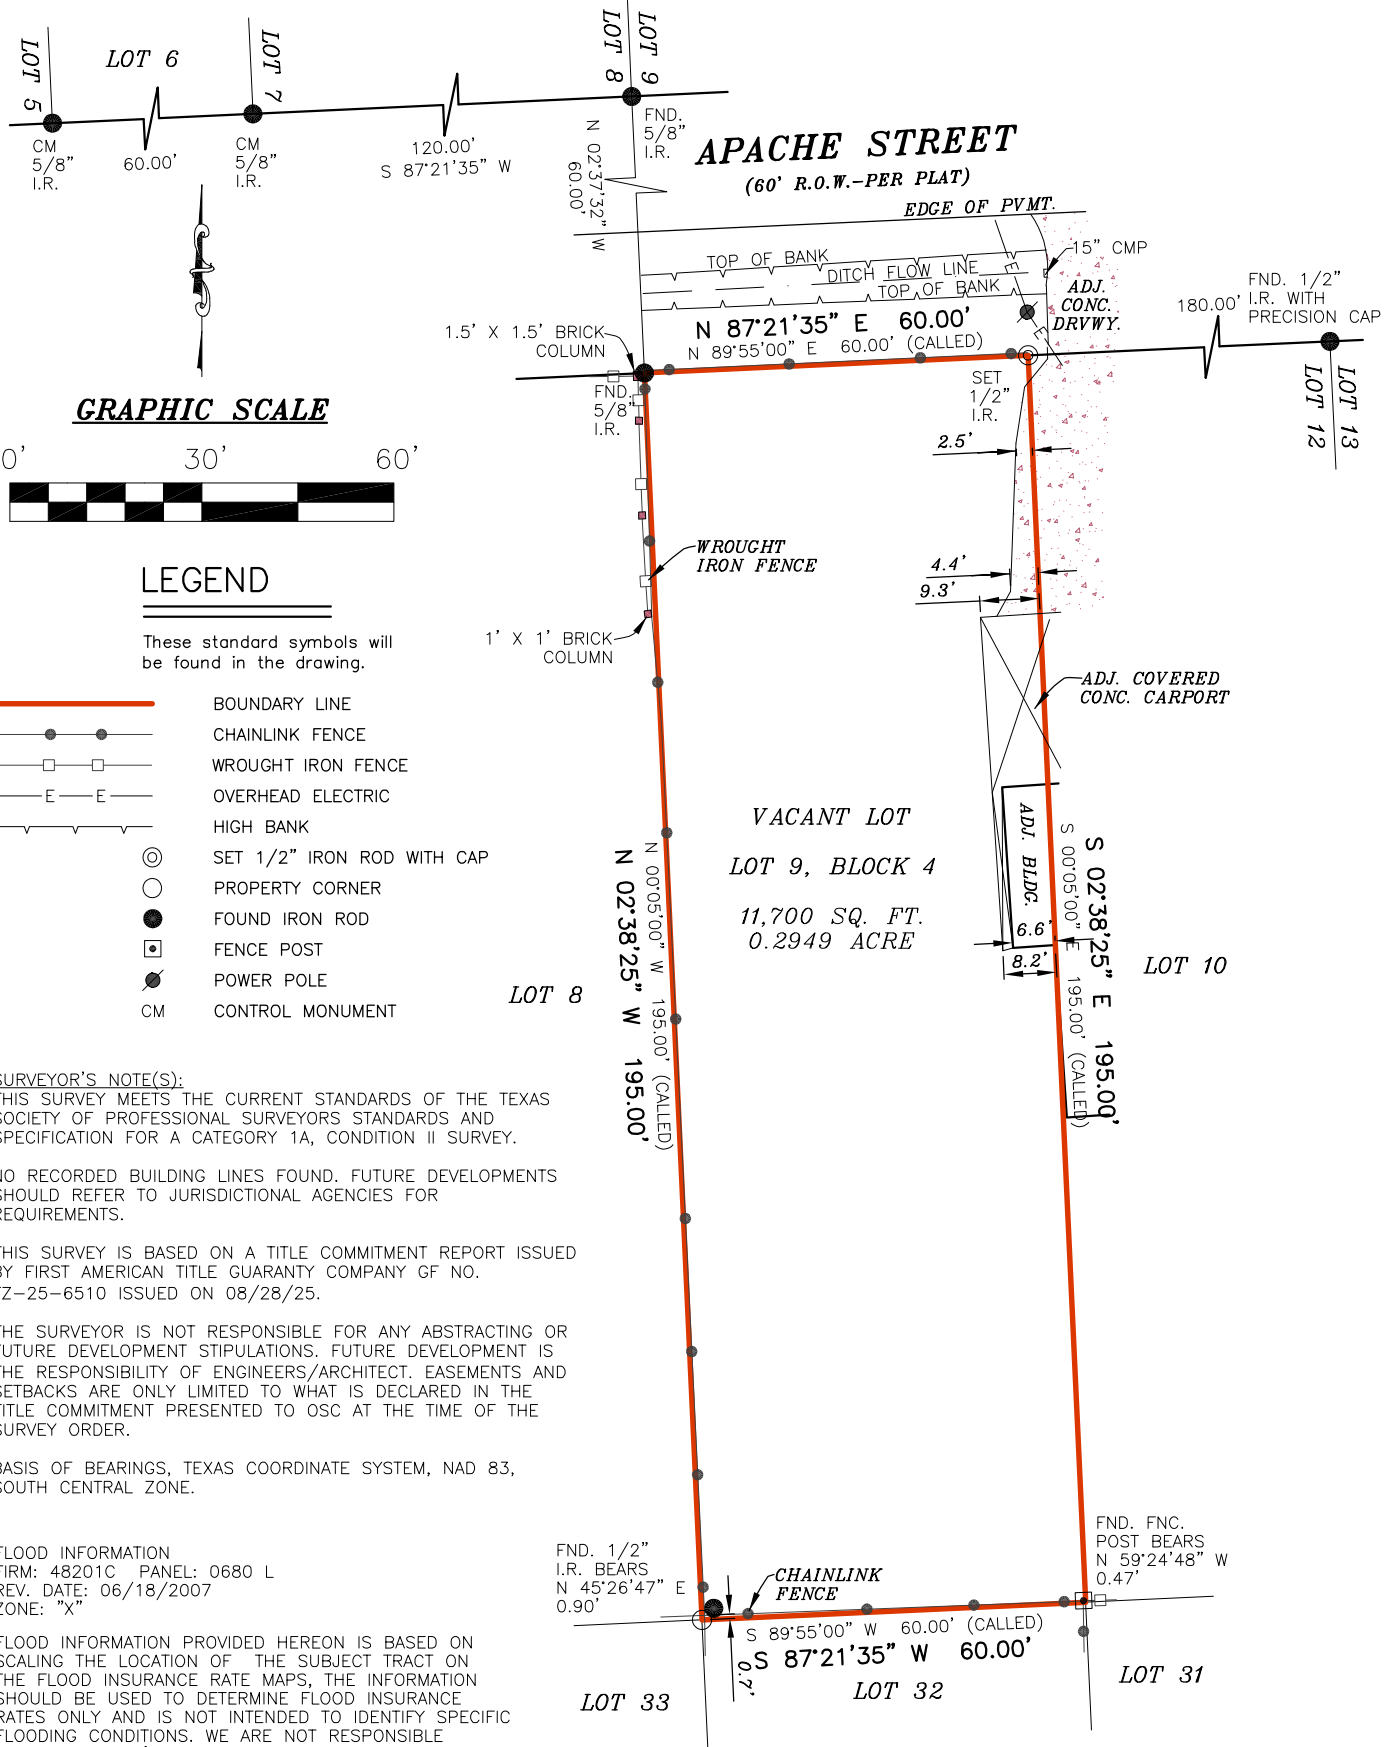 LOT 5
LOT 6
LOT 7
LOT 8
LOT 9
CM
5/8"
I.R.
60.00'
CM
5/8"
I.R.
120.00'
S 87°21'35" W
FND.
5/8"
I.R.
N 02°37'32" W
60.00'
APACHE STREET
(60' R.O.W.-PER PLAT)
EDGE OF PVMT.
TOP OF BANK
DITCH FLOW LINE
TOP OF BANK
E
E
15" CMP
ADJ.
CONC.
DRVWY.
180.00'
FND. 1/2"
I.R. WITH
PRECISION CAP
LOT 12
LOT 13
N 87°21'35" E 60.00'
N 89°55'00" E 60.00' (CALLED)
1.5' X 1.5' BRICK
COLUMN
FND.
5/8"
I.R.
SET
1/2"
I.R.
2.5'
4.4'
9.3'
GRAPHIC SCALE
0'
30'
60'
WROUGHT
IRON FENCE
1' X 1' BRICK
COLUMN
ADJ. COVERED
CONC. CARPORT
LEGEND
These standard symbols will
be found in the drawing.
BOUNDARY LINE
CHAINLINK FENCE
WROUGHT IRON FENCE
E E OVERHEAD ELECTRIC
HIGH BANK
SET 1/2" IRON ROD WITH CAP
PROPERTY CORNER
FOUND IRON ROD
FENCE POST
POWER POLE
CM CONTROL MONUMENT
VACANT LOT
LOT 9, BLOCK 4
11,700 SQ. FT.
0.2949 ACRE
ADJ. BLDG.
6.6'
8.2'
S 00°05'00" E 195.00' (CALLED)
S 02°38'25" E 195.00'
LOT 10
LOT 8
N 00°05'00" W 195.00' (CALLED)
N 02°38'25" W 195.00'
SURVEYOR'S NOTE(S):
THIS SURVEY MEETS THE CURRENT STANDARDS OF THE TEXAS
SOCIETY OF PROFESSIONAL SURVEYORS STANDARDS AND
SPECIFICATION FOR A CATEGORY 1A, CONDITION II SURVEY.
NO RECORDED BUILDING LINES FOUND. FUTURE DEVELOPMENTS
SHOULD REFER TO JURISDICTIONAL AGENCIES FOR
REQUIREMENTS.
THIS SURVEY IS BASED ON A TITLE COMMITMENT REPORT ISSUED
BY FIRST AMERICAN TITLE GUARANTY COMPANY GF NO.
TZ-25-6510 ISSUED ON 08/28/25.
THE SURVEYOR IS NOT RESPONSIBLE FOR ANY ABSTRACTING OR
FUTURE DEVELOPMENT STIPULATIONS. FUTURE DEVELOPMENT IS
THE RESPONSIBILITY OF ENGINEERS/ARCHITECT. EASEMENTS AND
SETBACKS ARE ONLY LIMITED TO WHAT IS DECLARED IN THE
TITLE COMMITMENT PRESENTED TO OSC AT THE TIME OF THE
SURVEY ORDER.
BASIS OF BEARINGS, TEXAS COORDINATE SYSTEM, NAD 83,
SOUTH CENTRAL ZONE.
FLOOD INFORMATION
FIRM: 48201C PANEL: 0680 L
REV. DATE: 06/18/2007
ZONE: "X"
FLOOD INFORMATION PROVIDED HEREON IS BASED ON
SCALING THE LOCATION OF THE SUBJECT TRACT ON
THE FLOOD INSURANCE RATE MAPS, THE INFORMATION
SHOULD BE USED TO DETERMINE FLOOD INSURANCE
RATES ONLY AND IS NOT INTENDED TO IDENTIFY SPECIFIC
FLOODING CONDITIONS. WE ARE NOT RESPONSIBLE
FND. 1/2"
I.R. BEARS
N 45°26'47" E
0.90'
CHAINLINK
FENCE
FND. FNC.
POST BEARS
N 59°24'48" W
0.47'
S 89°55'00" W 60.00' (CALLED)
S 87°21'35" W 60.00'
0.7'
LOT 33
LOT 32
LOT 31